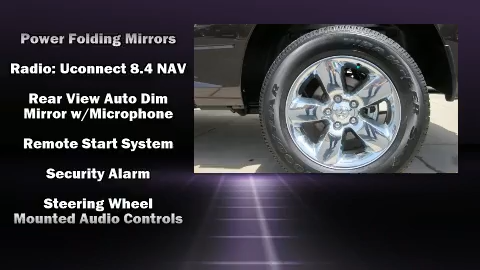 Power Folding Mirrors
Radio: Uconnect 8.4 NAV
Rear View Auto Dim
Mirror w/Microphone
Remote Start System
Security Alarm
Steering Wheel
Mounted Audio Controls